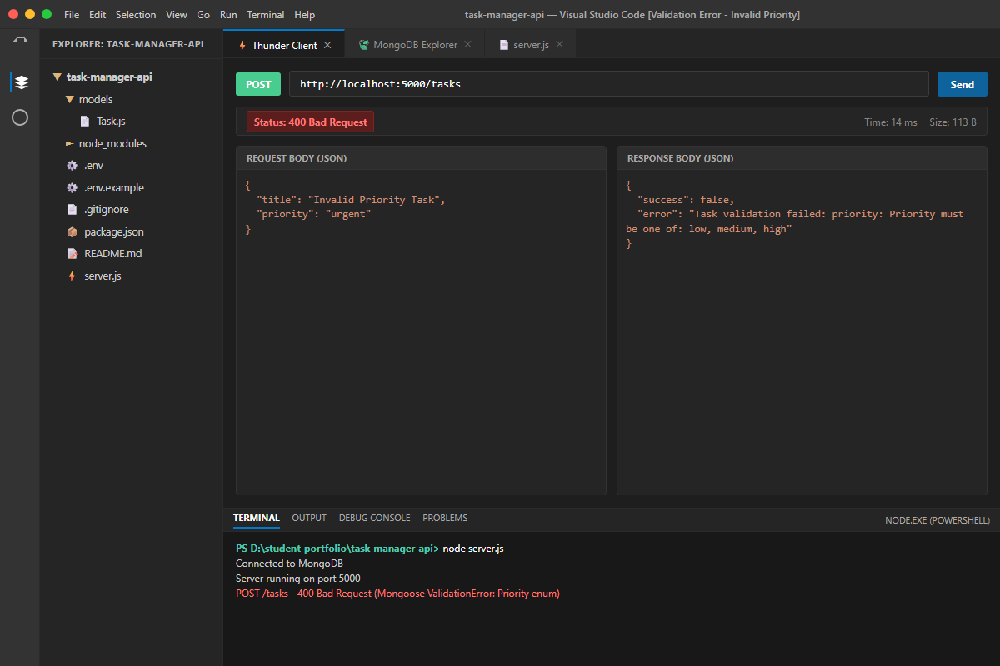 File Edit Selection View Go Run Terminal Help
task-manager-api — Visual Studio Code [Validation Error - Invalid Priority]
EXPLORER: TASK-MANAGER-API
task-manager-api
models
Task.js
node_modules
.env
.env.example
.gitignore
package.json
README.md
server.js
Thunder Client
MongoDB Explorer
server.js
POST
http://localhost:5000/tasks
Send
Status: 400 Bad Request
Time: 14 ms Size: 113 B
REQUEST BODY (JSON)
{
"title": "Invalid Priority Task",
"priority": "urgent"
}
RESPONSE BODY (JSON)
{
"success": false,
"error": "Task validation failed: priority: Priority must
be one of: low, medium, high"
}
TERMINAL OUTPUT DEBUG CONSOLE PROBLEMS
NODE.EXE (POWERSHELL)
PS D:\student-portfolio\task-manager-api> node server.js
Connected to MongoDB
Server running on port 5000
POST /tasks - 400 Bad Request (Mongoose ValidationError: Priority enum)